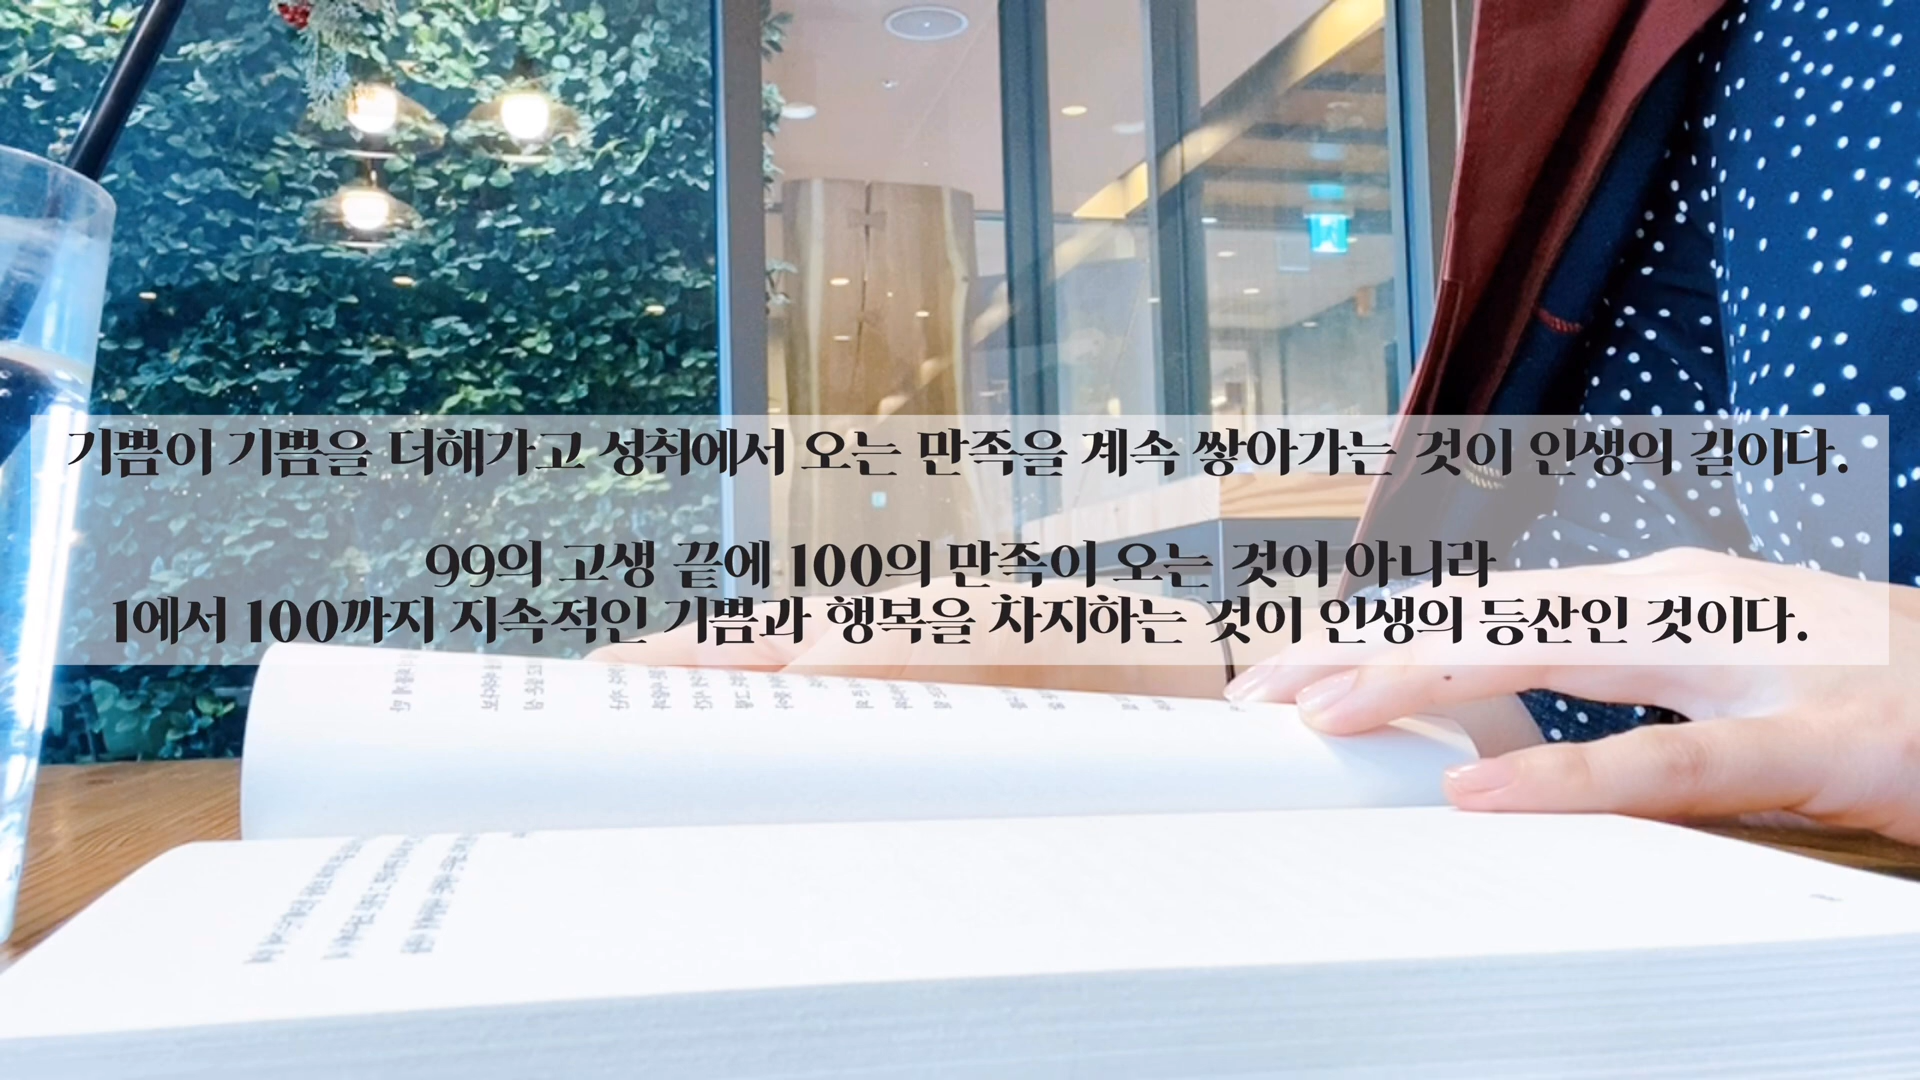 기쁨이 기쁨을 더해가고 성취에서 오는 만족을 계속 쌓아가는 것이 인생의 길이다.
99의 고생 끝에 100의 만족이 오는 것이 아니라
1에서 100까지 지속적인 기쁨과 행복을 차지하는 것이 인생의 등산인 것이다.